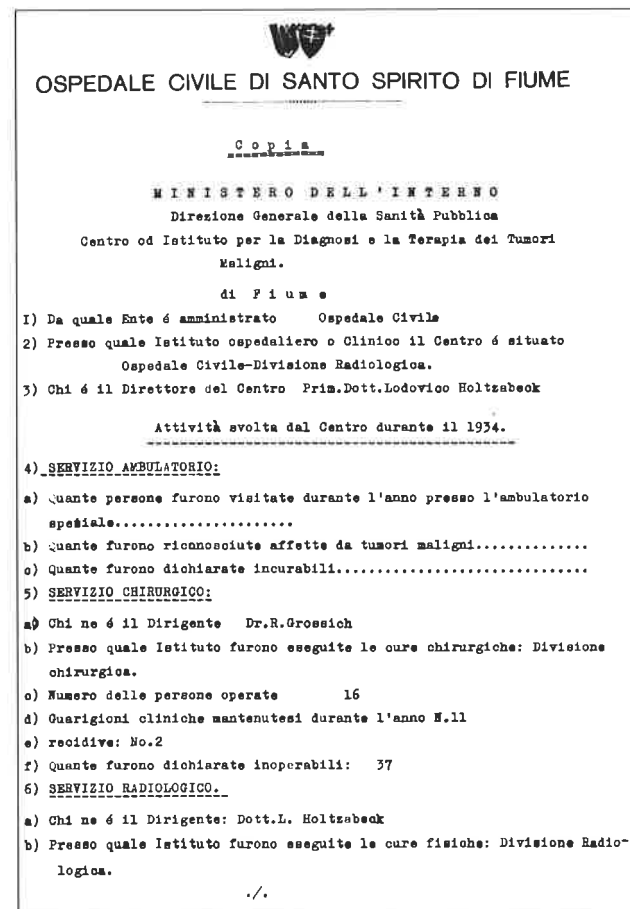 OSPEDALE CIVILE DI SANTO SPIRITO DI FIUME
Copia
MINISTERO DELL'INTERNO
Direzione Generale della Sanità Pubblica
Centro od Istituto per la Diagnosi e la Terapia dei Tumori
Maligni.
di Fiume
I) Da quale Ente é amministrato Ospedale Civile
2) Presso quale Istituto ospedaliero o Clinico il Centro é situato
Ospedale Civile-Divisione Radiologica.
3) Chi é il Direttore del Centro Prim.Dott.Lodovico Holtzabeck
Attività svolta dal Centro durante il 1934.
4) SERVIZIO AMBULATORIO:
a) Quante persone furono visitate durante l'anno presso l'ambulatorio
speziale......................
b) Quante furono riconosciute affette da tumori maligni..............
c) Quante furono dichiarate incurabili...............................
5) SERVIZIO CHIRURGICO:
a) Chi ne é il Dirigente Dr.R.Grossich
b) Presso quale Istituto furono eseguite le cure chirurgiche: Divisione
chirurgica.
c) Numero delle persone operate 16
d) Guarigioni cliniche mantenutesi durante l'anno N.11
e) recidive: No.2
f) Quante furono dichiarate inoperabili: 37
6) SERVIZIO RADIOLOGICO.
a) Chi ne é il Dirigente: Dott.L. Holtzabeck
b) Presso quale Istituto furono eseguite le cure fisiche: Divisione Radio-
logica.
./.